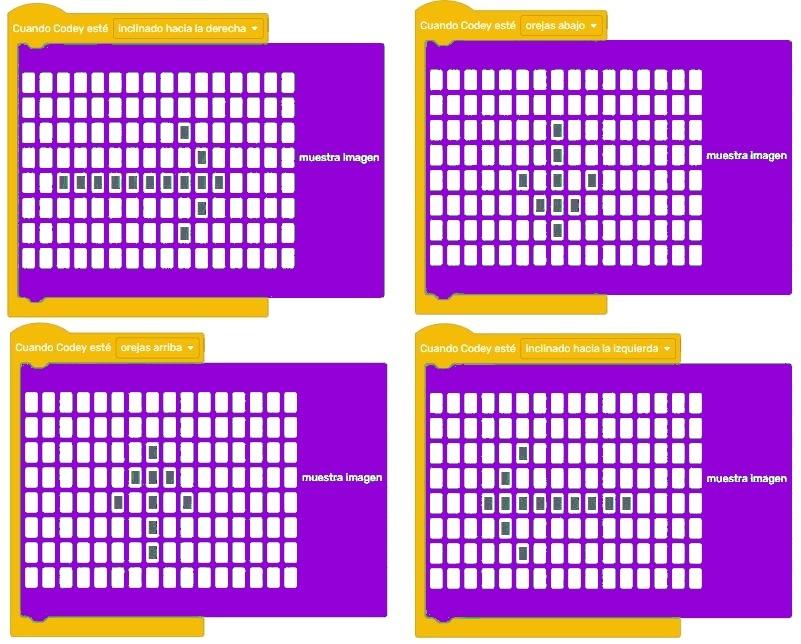 Cuando Codey esté inclinado hacia la derecha
muestra imagen
Cuando Codey esté orejas abajo
muestra imagen
Cuando Codey esté orejas arriba
muestra imagen
Cuando Codey esté inclinado hacia la izquierda
muestra imagen